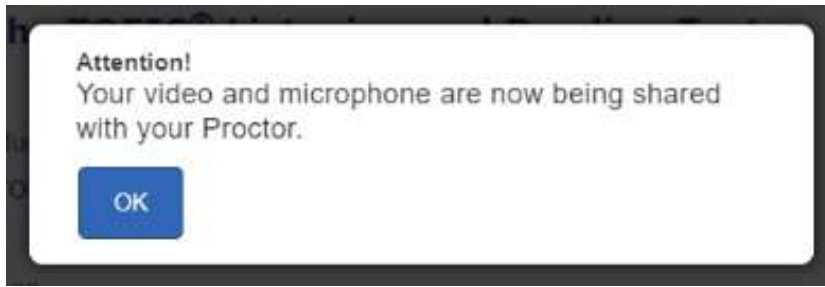 Attention!
Your video and microphone are now being shared
with your Proctor.
OK